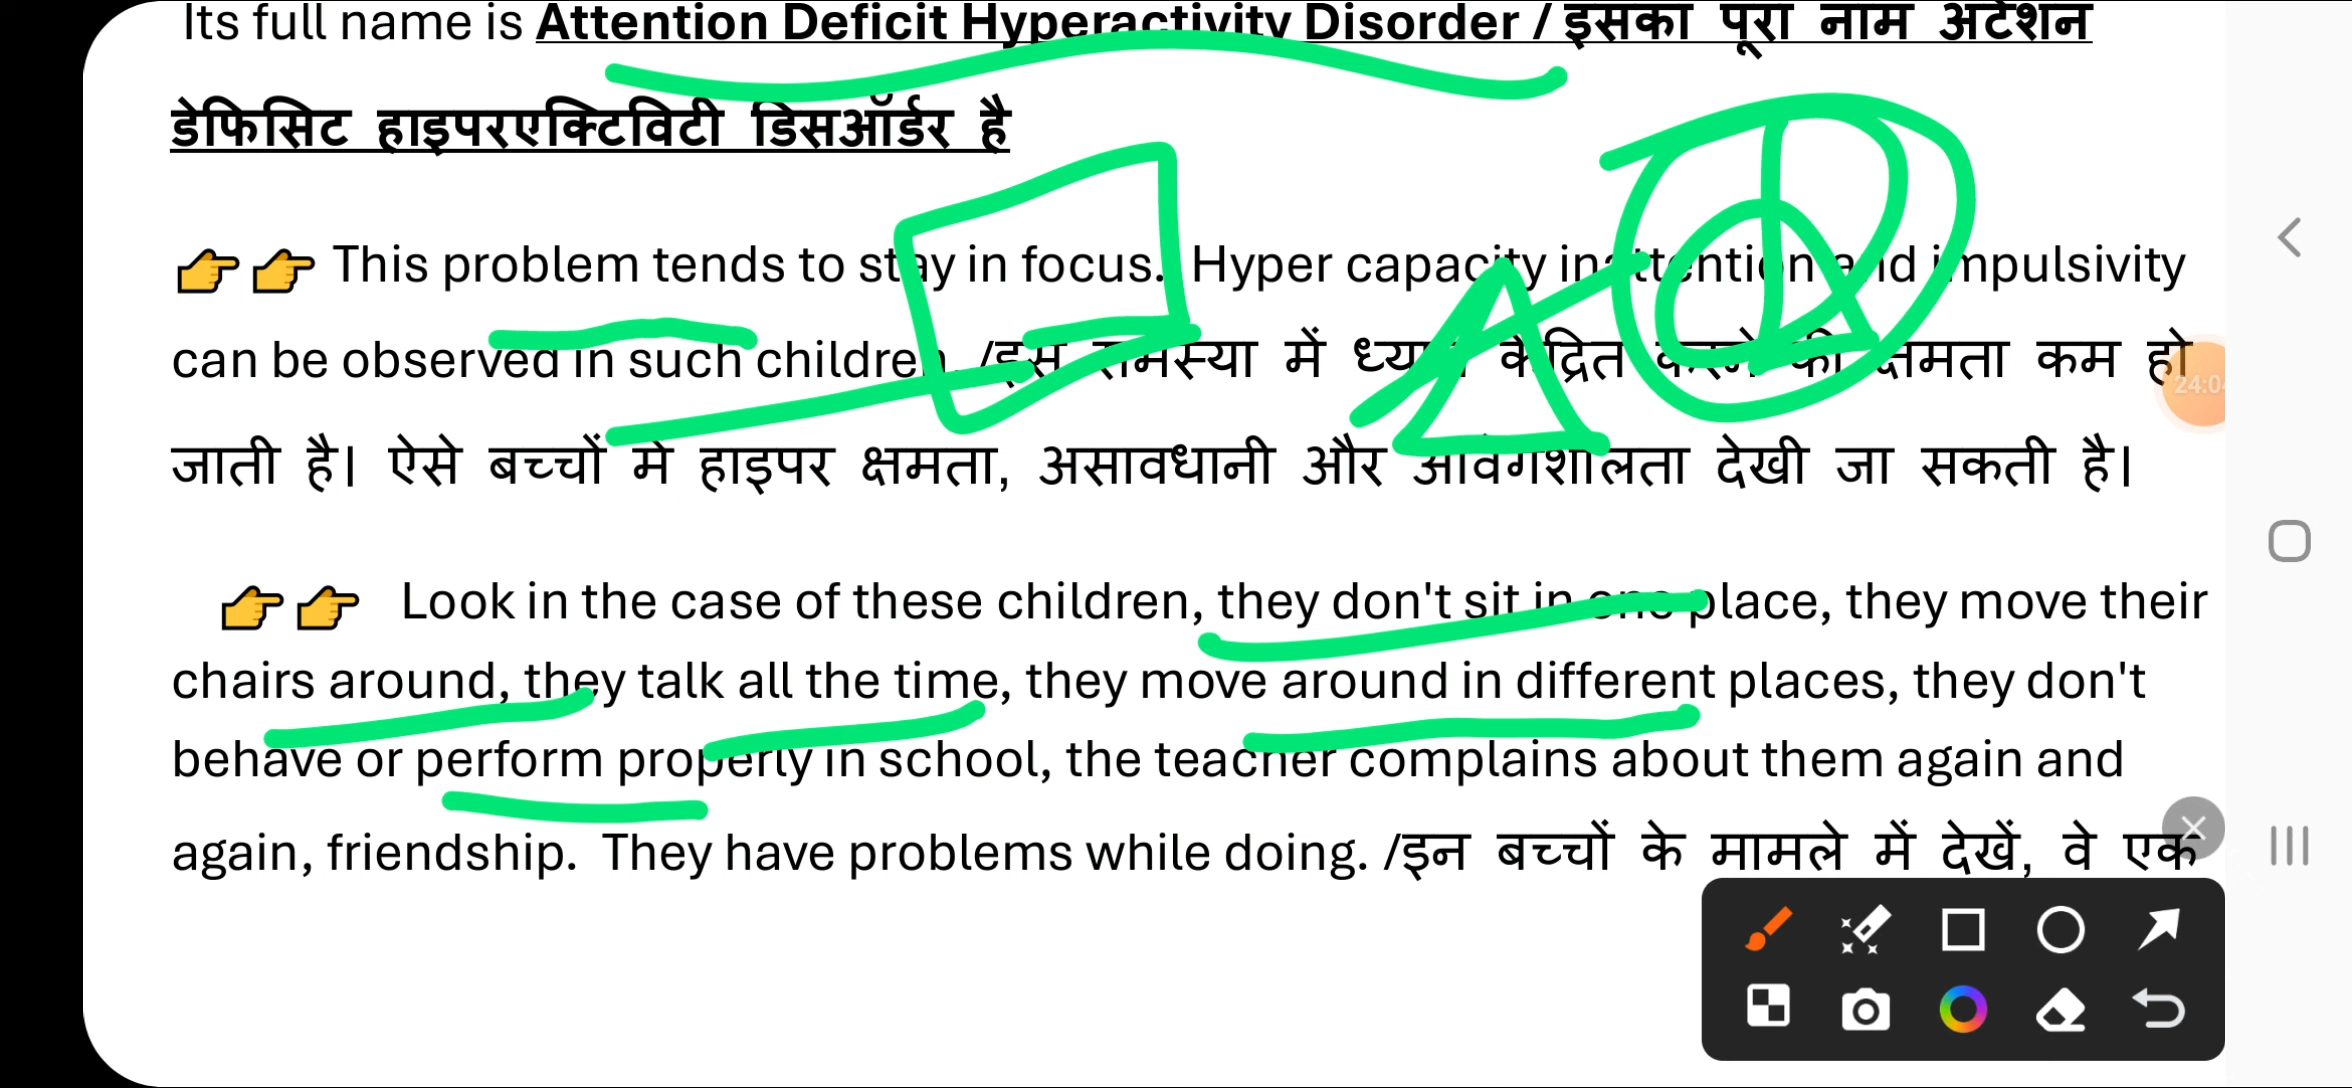 Its full name is Attention Deficit Hyperactivity Disorder / इसका पूरा नाम अटेंशन
डेफिसिट हाइपरएक्टिविटी डिसऑर्डर है
👉👉 This problem tends to stay in focus. Hyper capacity inattention and impulsivity
can be observed in such children. /इस समस्या में ध्यान केंद्रित करने की क्षमता कम हो
जाती है। ऐसे बच्चों में हाइपर क्षमता, असावधानी और आवेगशीलता देखी जा सकती है।
👉👉 Look in the case of these children, they don't sit in one place, they move their
chairs around, they talk all the time, they move around in different places, they don't
behave or perform properly in school, the teacher complains about them again and
again, friendship. They have problems while doing. /इन बच्चों के मामले में देखें, वे एक